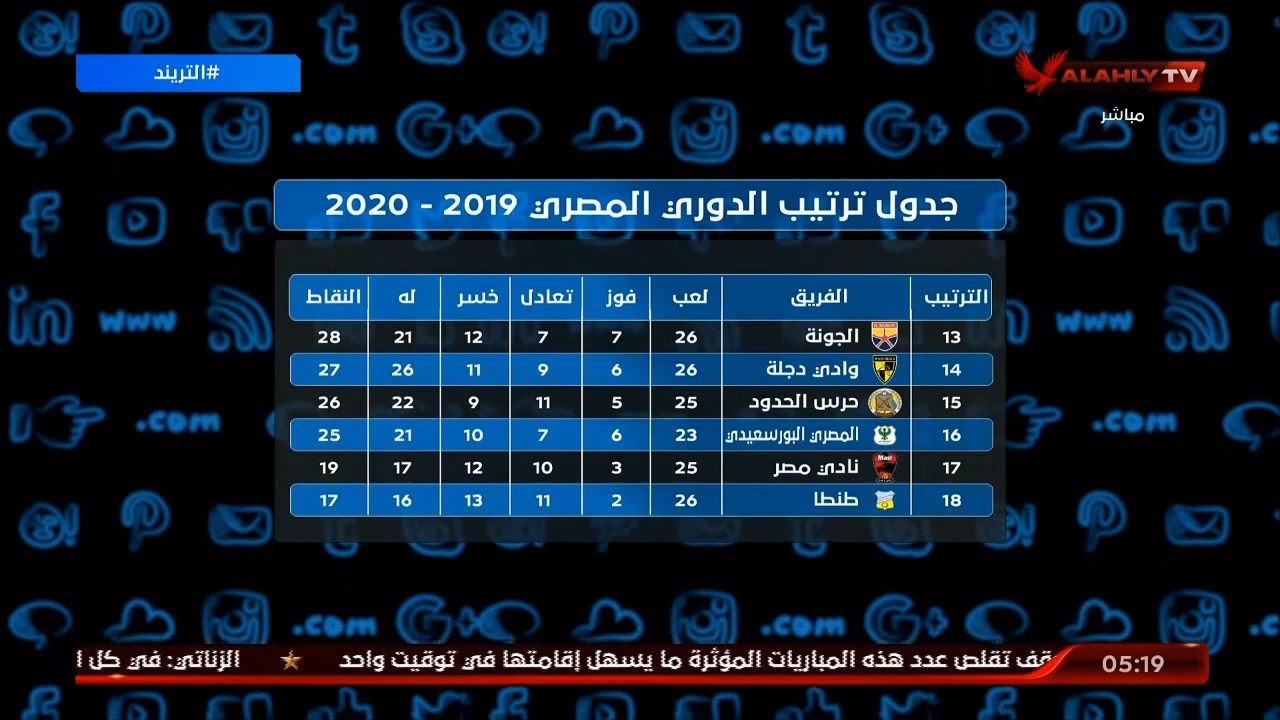 #التريند
ALAHLY TV
مباشر
جدول ترتيب الدوري المصري 2019 - 2020
الترتيب الفريق لعب فوز تعادل خسر له النقاط
13 الجونة 26 7 7 12 21 28
14 وادي دجلة 26 6 9 11 26 27
15 حرس الحدود 25 5 11 9 22 26
16 المصري البورسعيدي 23 6 7 10 21 25
17 نادي مصر 25 3 10 12 17 19
18 طنطا 26 2 11 13 16 17
تقلص عدد هذه المباريات المؤثرة ما يسهل إقامتها في توقيت واحد ★ الزناتي: في كل
05:19